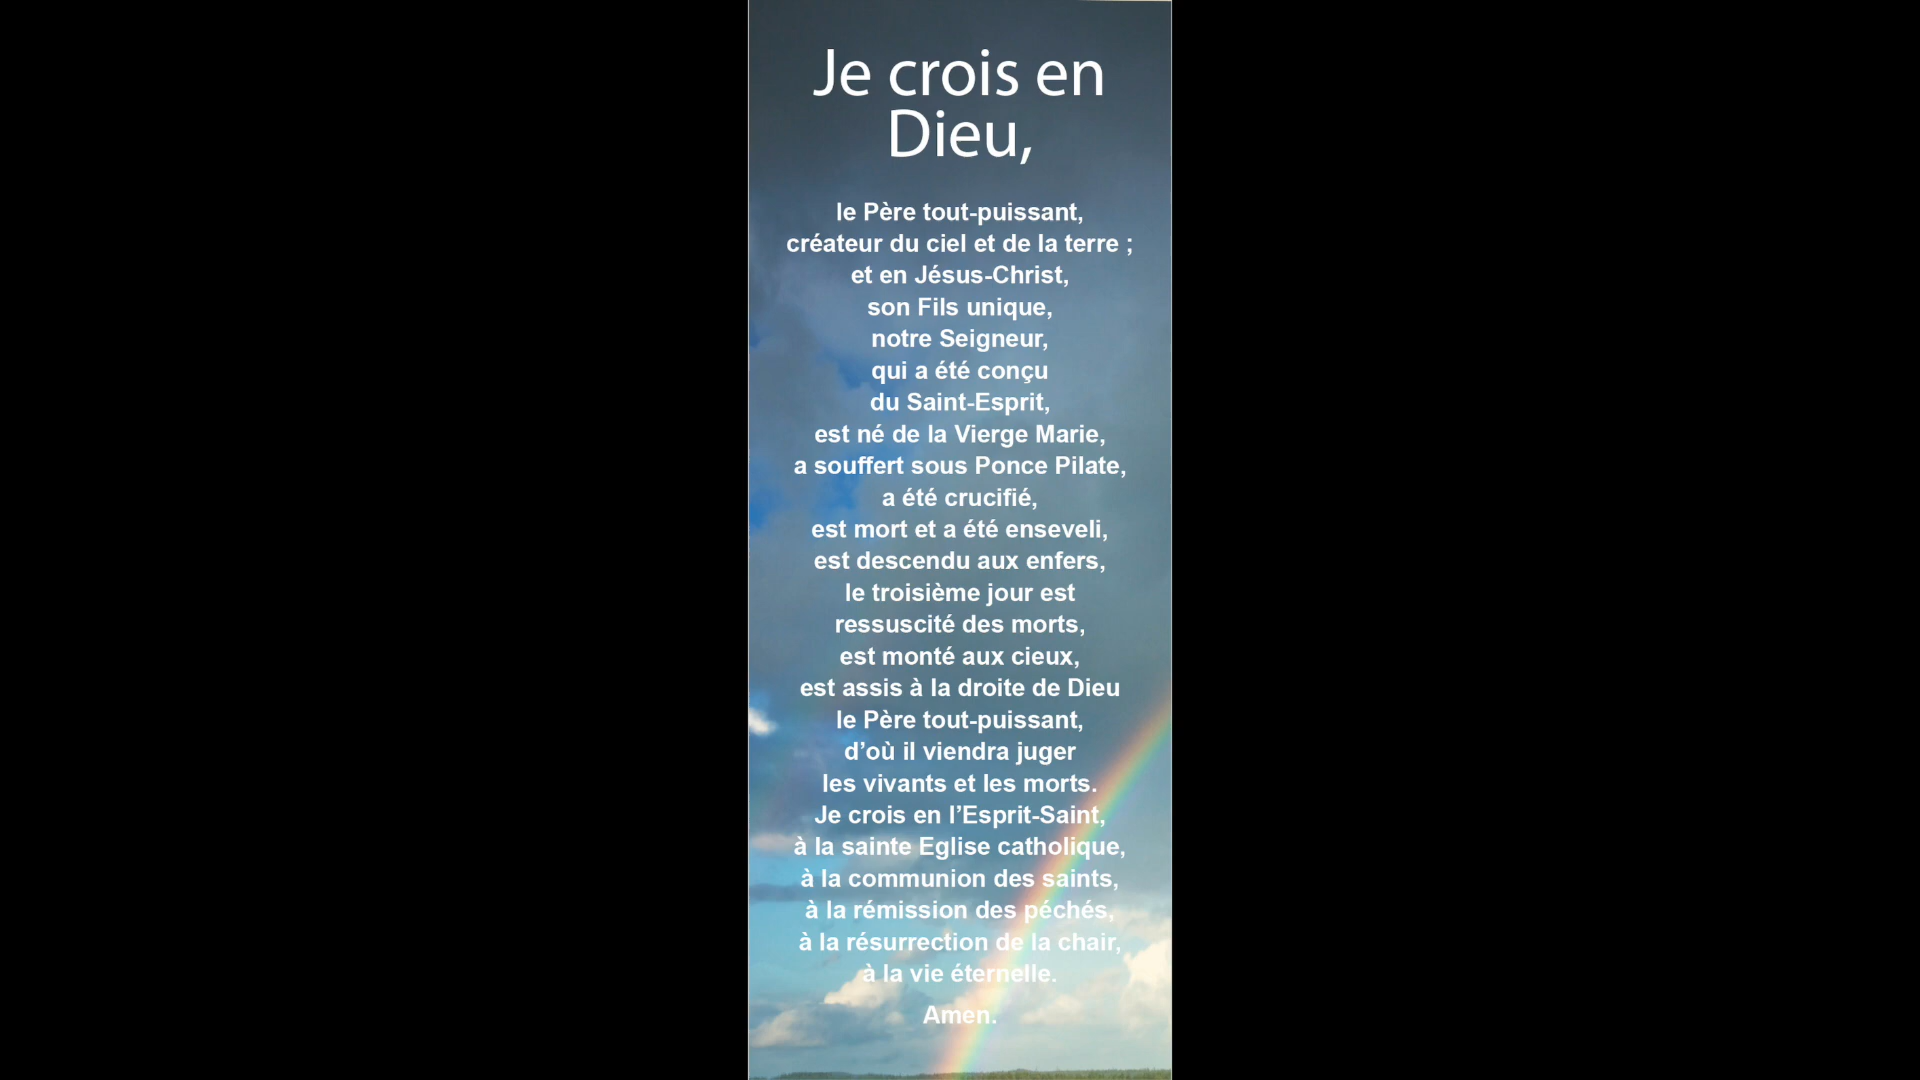 Je crois en
Dieu,
le Père tout-puissant,
créateur du ciel et de la terre ;
et en Jésus-Christ,
son Fils unique,
notre Seigneur,
qui a été conçu
du Saint-Esprit,
est né de la Vierge Marie,
a souffert sous Ponce Pilate,
a été crucifié,
est mort et a été enseveli,
est descendu aux enfers,
le troisième jour est
ressuscité des morts,
est monté aux cieux,
est assis à la droite de Dieu
le Père tout-puissant,
d’où il viendra juger
les vivants et les morts.
Je crois en l’Esprit-Saint,
à la sainte Eglise catholique,
à la communion des saints,
à la rémission des péchés,
à la résurrection de la chair,
à la vie éternelle.
Amen.